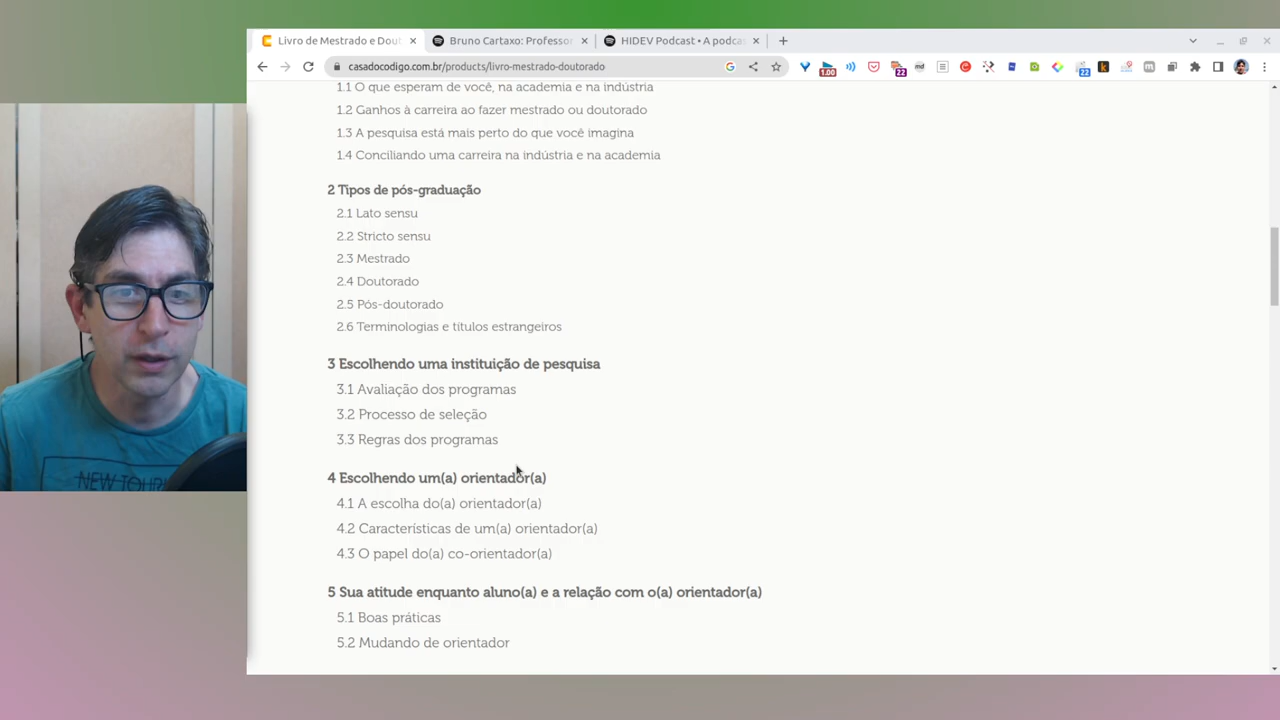 Livro de Mestrado e Dout
Bruno Cartaxo: Professor
HIDEV Podcast • A podcas
casadocodigo.com.br/products/livro-mestrado-doutorado
1.00
22
22
1.1 O que esperam de você, na academia e na indústria
1.2 Ganhos à carreira ao fazer mestrado ou doutorado
1.3 A pesquisa está mais perto do que você imagina
1.4 Conciliando uma carreira na indústria e na academia
2 Tipos de pós-graduação
2.1 Lato sensu
2.2 Stricto sensu
2.3 Mestrado
2.4 Doutorado
2.5 Pós-doutorado
2.6 Terminologias e títulos estrangeiros
3 Escolhendo uma instituição de pesquisa
3.1 Avaliação dos programas
3.2 Processo de seleção
3.3 Regras dos programas
4 Escolhendo um(a) orientador(a)
4.1 A escolha do(a) orientador(a)
4.2 Características de um(a) orientador(a)
4.3 O papel do(a) co-orientador(a)
5 Sua atitude enquanto aluno(a) e a relação com o(a) orientador(a)
5.1 Boas práticas
5.2 Mudando de orientador
NEW TOUR